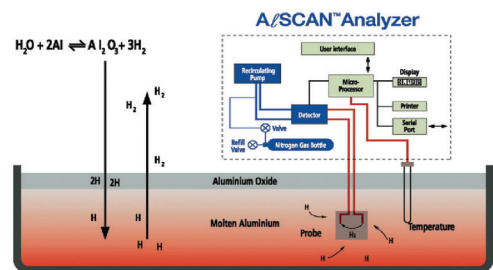 AℓSCAN™ Analyzer
H₂O + 2Al ⇌ Al₂O₃ + 3H₂
User interface
Recirculating
Pump
Micro-
Processor
Display
Detector
Printer
Valve
Serial
Port
Refill
Valve
Nitrogen Gas Bottle
H₂
H₂
H₂
2H
2H
Aluminium Oxide
H
H
Molten Aluminium
H
Probe
H₂
H
Temperature
H
H
H
H